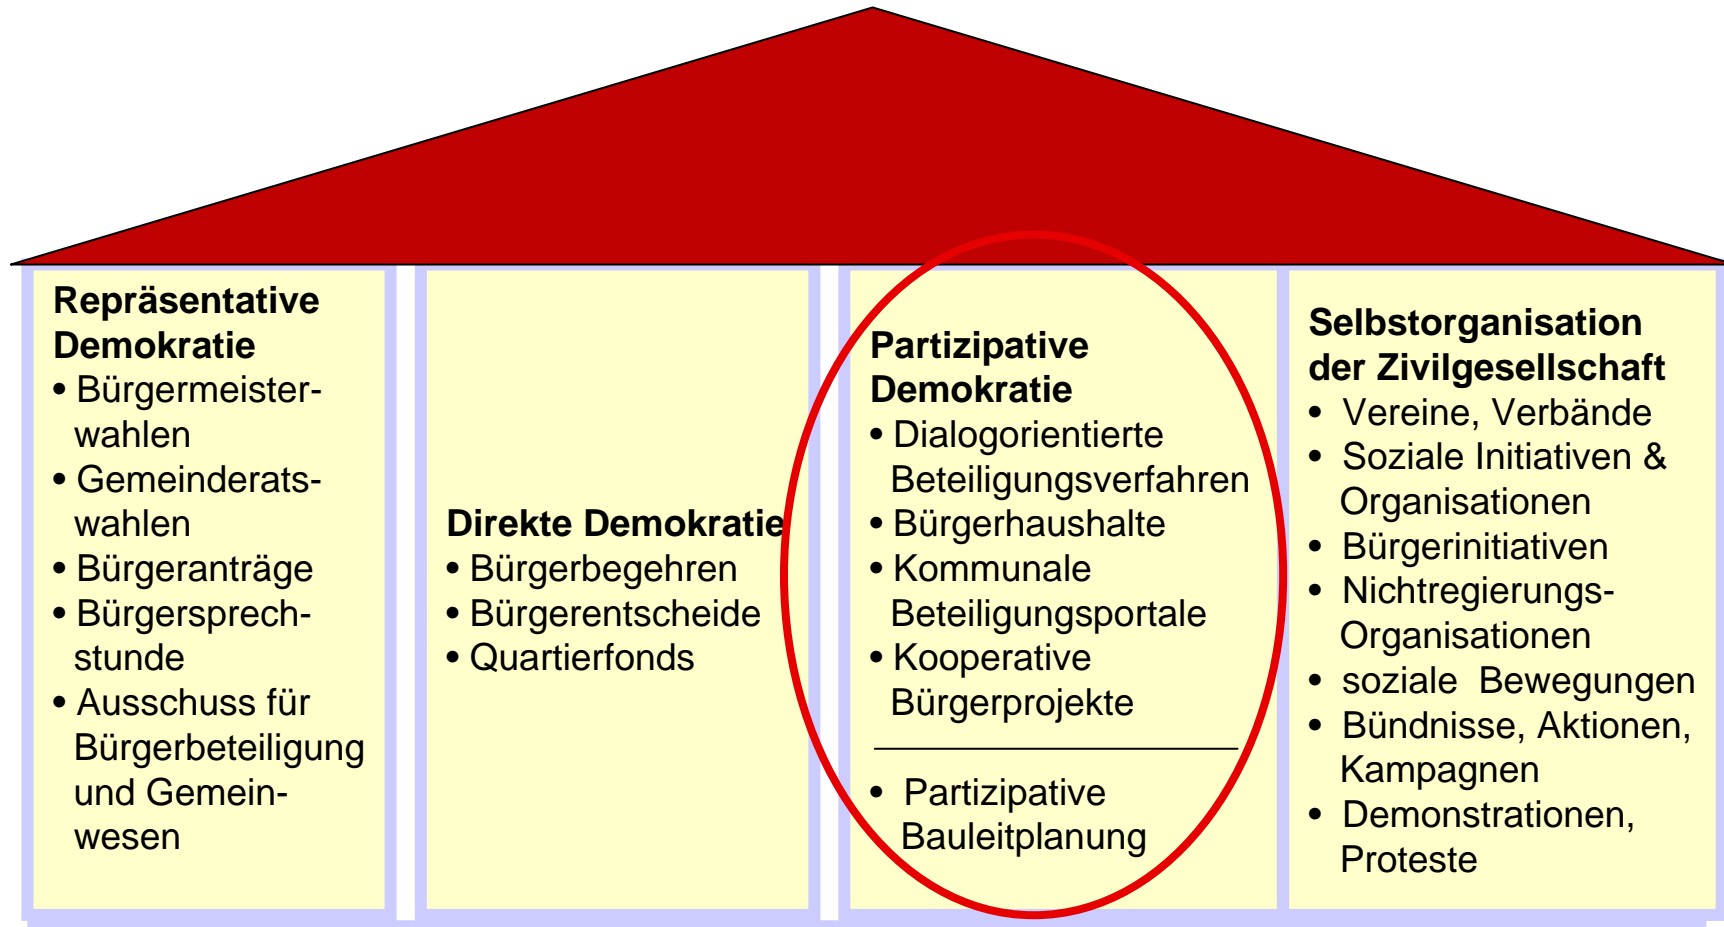 Repräsentative
Demokratie
• Bürgermeister-
wahlen
• Gemeinderats-
wahlen
• Bürgeranträge
• Bürgersprech-
stunde
• Ausschuss für
Bürgerbeteiligung
und Gemein-
wesen
Direkte Demokratie
• Bürgerbegehren
• Bürgerentscheide
• Quartierfonds
Partizipative
Demokratie
• Dialogorientierte
Beteiligungsverfahren
• Bürgerhaushalte
• Kommunale
Beteiligungsportale
• Kooperative
Bürgerprojekte
• Partizipative
Bauleitplanung
Selbstorganisation
der Zivilgesellschaft
• Vereine, Verbände
• Soziale Initiativen &
Organisationen
• Bürgerinitiativen
• Nichtregierungs-
Organisationen
• soziale Bewegungen
• Bündnisse, Aktionen,
Kampagnen
• Demonstrationen,
Proteste